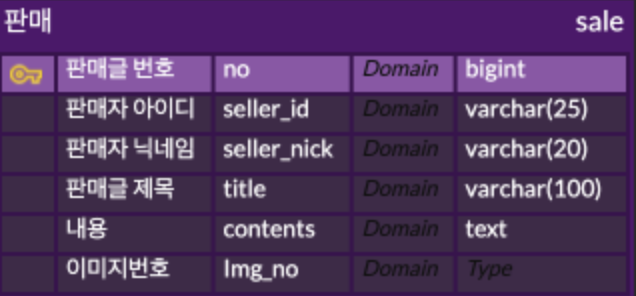 판매 sale
판매글 번호 no Domain bigint
판매자 아이디 seller_id Domain varchar(25)
판매자 닉네임 seller_nick Domain varchar(20)
판매글 제목 title Domain varchar(100)
내용 contents Domain text
이미지번호 Img_no Domain Type